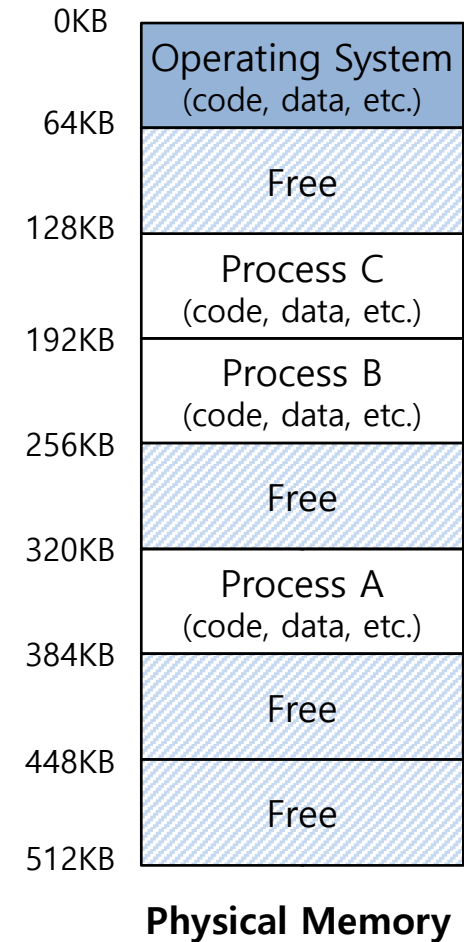 0KB
Operating System
(code, data, etc.)
64KB
Free
128KB
Process C
(code, data, etc.)
192KB
Process B
(code, data, etc.)
256KB
Free
320KB
Process A
(code, data, etc.)
384KB
Free
448KB
Free
512KB
Physical Memory